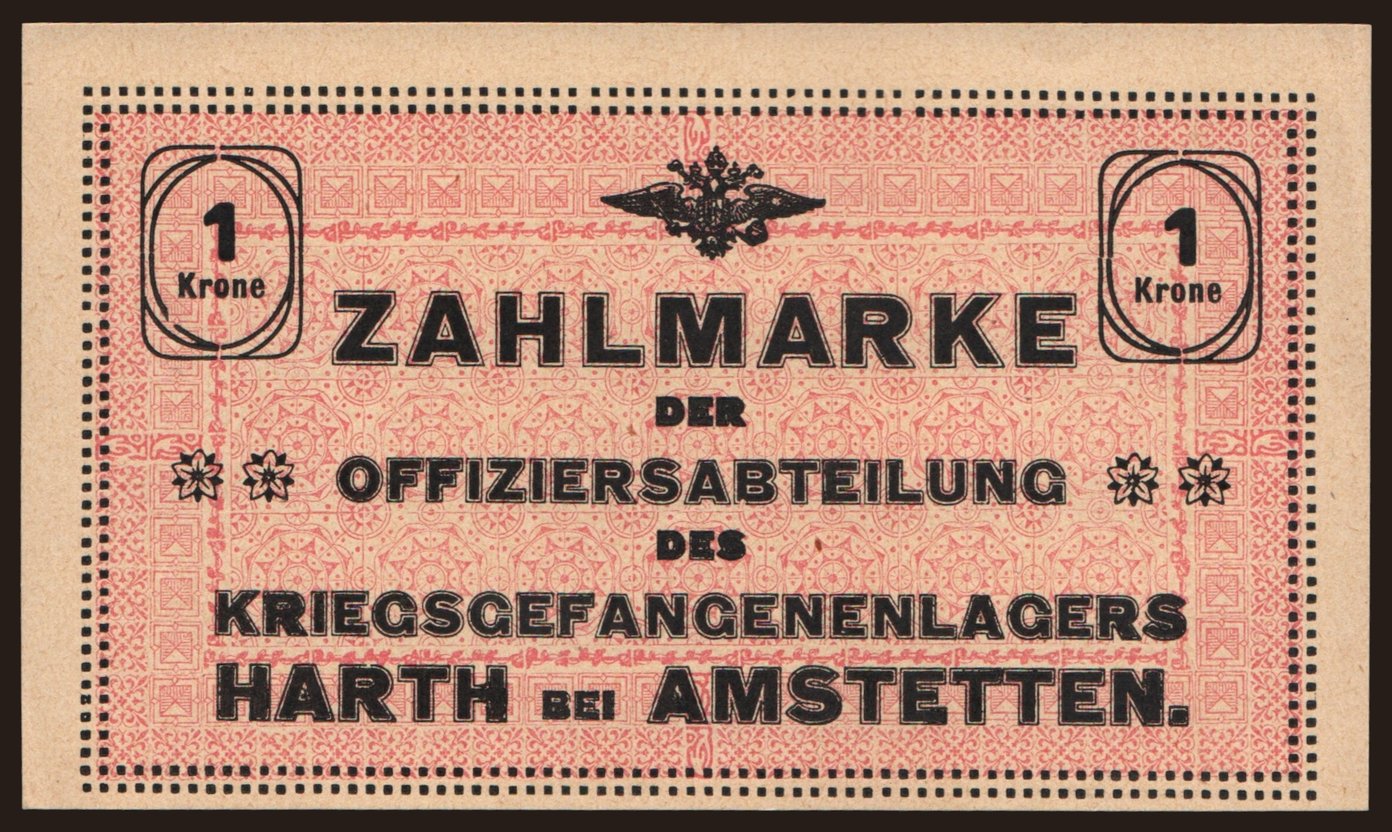 1
Krone
1
Krone
ZAHLMARKE
DER
OFFIZIERSABTEILUNG
DES
KRIEGSGEFANGENENLAGERS
HARTH BEI AMSTETTEN.